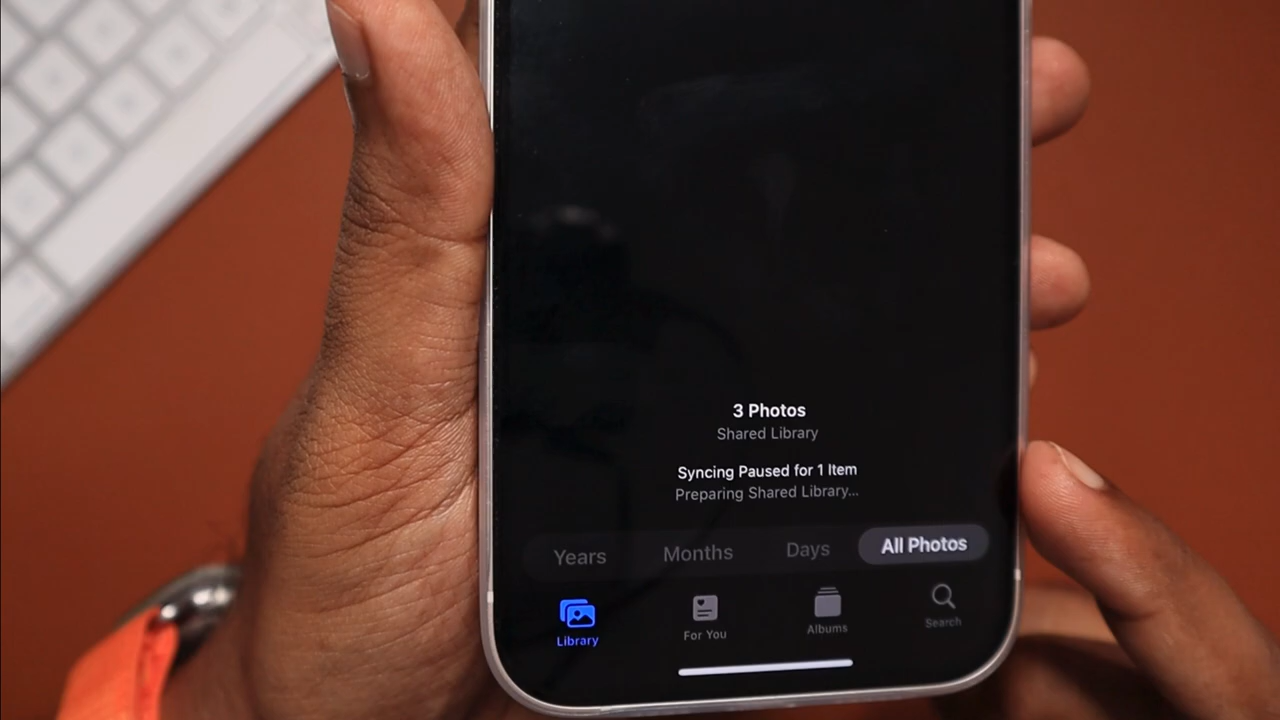 3 Photos
Shared Library
Syncing Paused for 1 Item
Preparing Shared Library...
Years Months Days All Photos
Library For You Albums Search